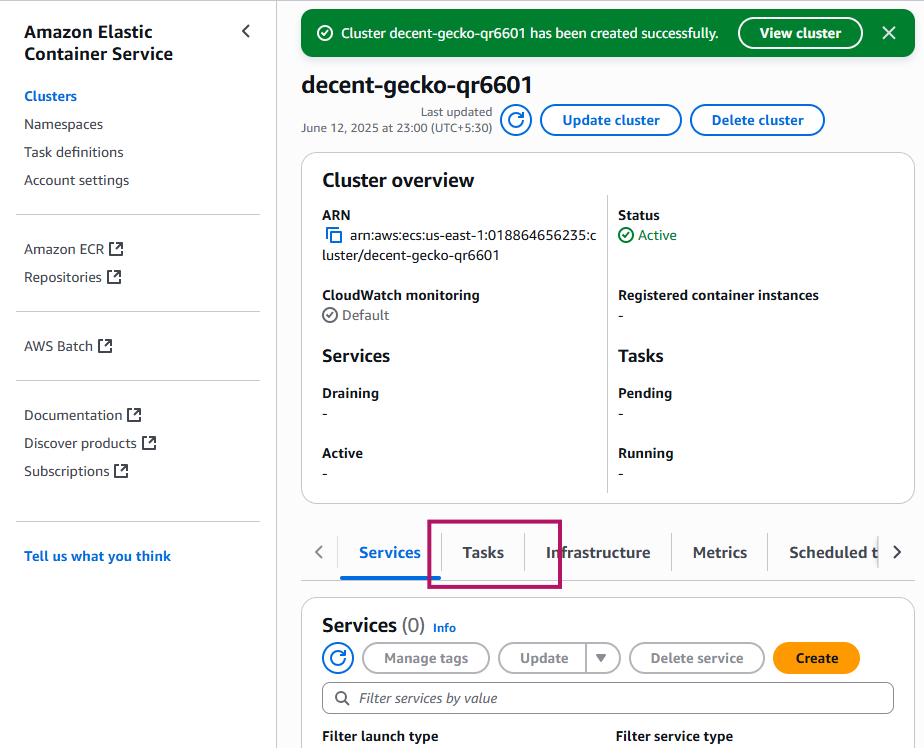 Amazon Elastic
Container Service
Clusters
Namespaces
Task definitions
Account settings
Amazon ECR
Repositories
AWS Batch
Documentation
Discover products
Subscriptions
Tell us what you think
Cluster decent-gecko-qr6601 has been created successfully.
View cluster
decent-gecko-qr6601
Last updated
June 12, 2025 at 23:00 (UTC+5:30)
Update cluster
Delete cluster
Cluster overview
ARN
arn:aws:ecs:us-east-1:018864656235:c
luster/decent-gecko-qr6601
Status
Active
CloudWatch monitoring
Default
Registered container instances
-
Services
Tasks
Draining
-
Pending
-
Active
-
Running
-
Services Tasks Infrastructure Metrics Scheduled t
Services (0) Info
Manage tags Update Delete service Create
Filter services by value
Filter launch type Filter service type